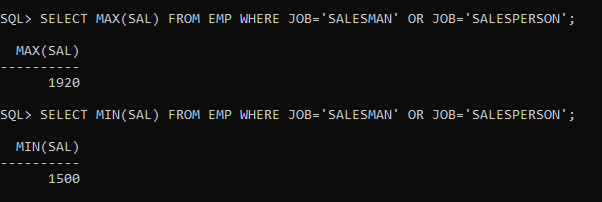 SQL> SELECT MAX(SAL) FROM EMP WHERE JOB='SALESMAN' OR JOB='SALESPERSON';
MAX(SAL)
----------
1920
SQL> SELECT MIN(SAL) FROM EMP WHERE JOB='SALESMAN' OR JOB='SALESPERSON';
MIN(SAL)
----------
1500